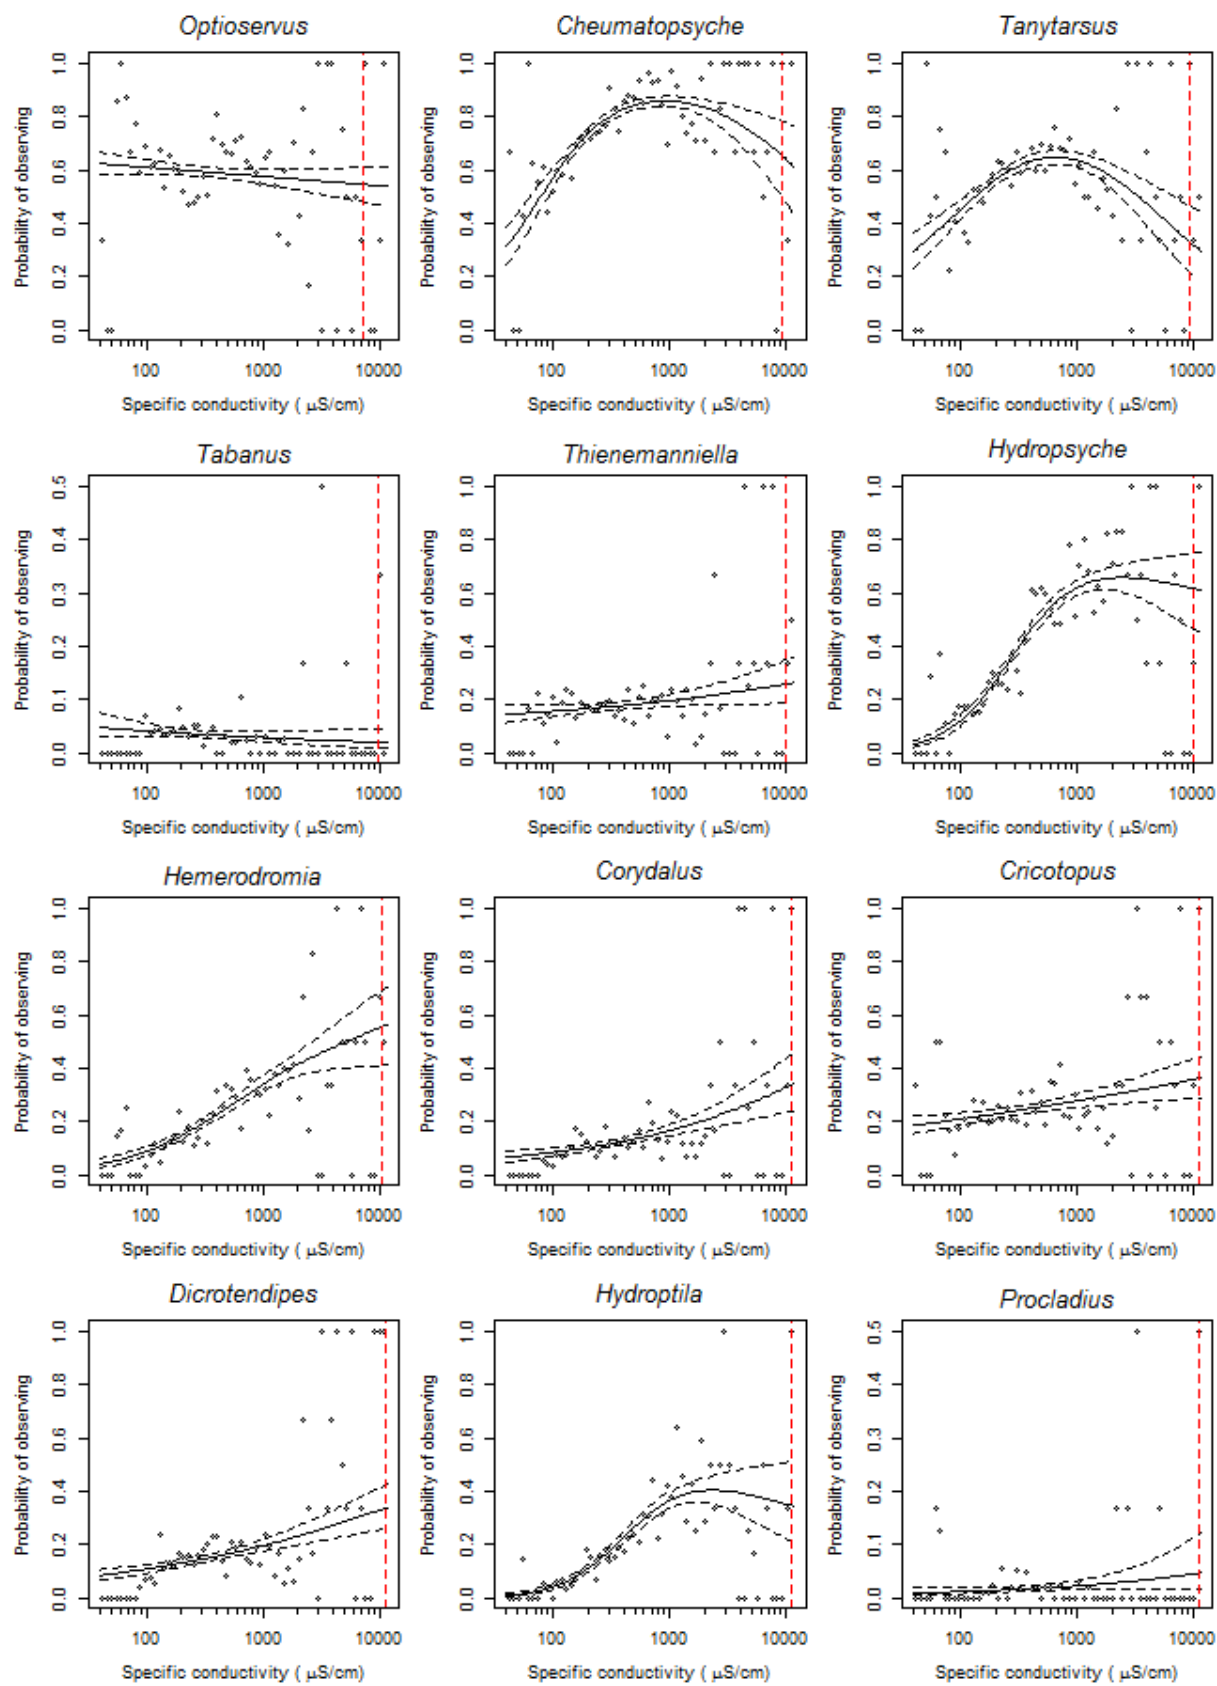 Optioservus Cheumatopsyche Tanytarsus
Probability of observing
0.0 0.2 0.4 0.6 0.8 1.0
Probability of observing
0.0 0.2 0.4 0.6 0.8 1.0
Probability of observing
0.0 0.2 0.4 0.6 0.8 1.0
100 1000 10000 100 1000 10000 100 1000 10000
Specific conductivity ( μS/cm) Specific conductivity ( μS/cm) Specific conductivity ( μS/cm)
Tabanus Thienemanniella Hydropsyche
Probability of observing
0.0 0.1 0.2 0.3 0.4 0.5
Probability of observing
0.0 0.2 0.4 0.6 0.8 1.0
Probability of observing
0.0 0.2 0.4 0.6 0.8 1.0
100 1000 10000 100 1000 10000 100 1000 10000
Specific conductivity ( μS/cm) Specific conductivity ( μS/cm) Specific conductivity ( μS/cm)
Hemerodromia Corydalus Cricotopus
Probability of observing
0.0 0.2 0.4 0.6 0.8 1.0
Probability of observing
0.0 0.2 0.4 0.6 0.8 1.0
Probability of observing
0.0 0.2 0.4 0.6 0.8 1.0
100 1000 10000 100 1000 10000 100 1000 10000
Specific conductivity ( μS/cm) Specific conductivity ( μS/cm) Specific conductivity ( μS/cm)
Dicrotendipes Hydroptila Procladius
Probability of observing
0.0 0.2 0.4 0.6 0.8 1.0
Probability of observing
0.0 0.2 0.4 0.6 0.8 1.0
Probability of observing
0.0 0.1 0.2 0.3 0.4 0.5
100 1000 10000 100 1000 10000 100 1000 10000
Specific conductivity ( μS/cm) Specific conductivity ( μS/cm) Specific conductivity ( μS/cm)